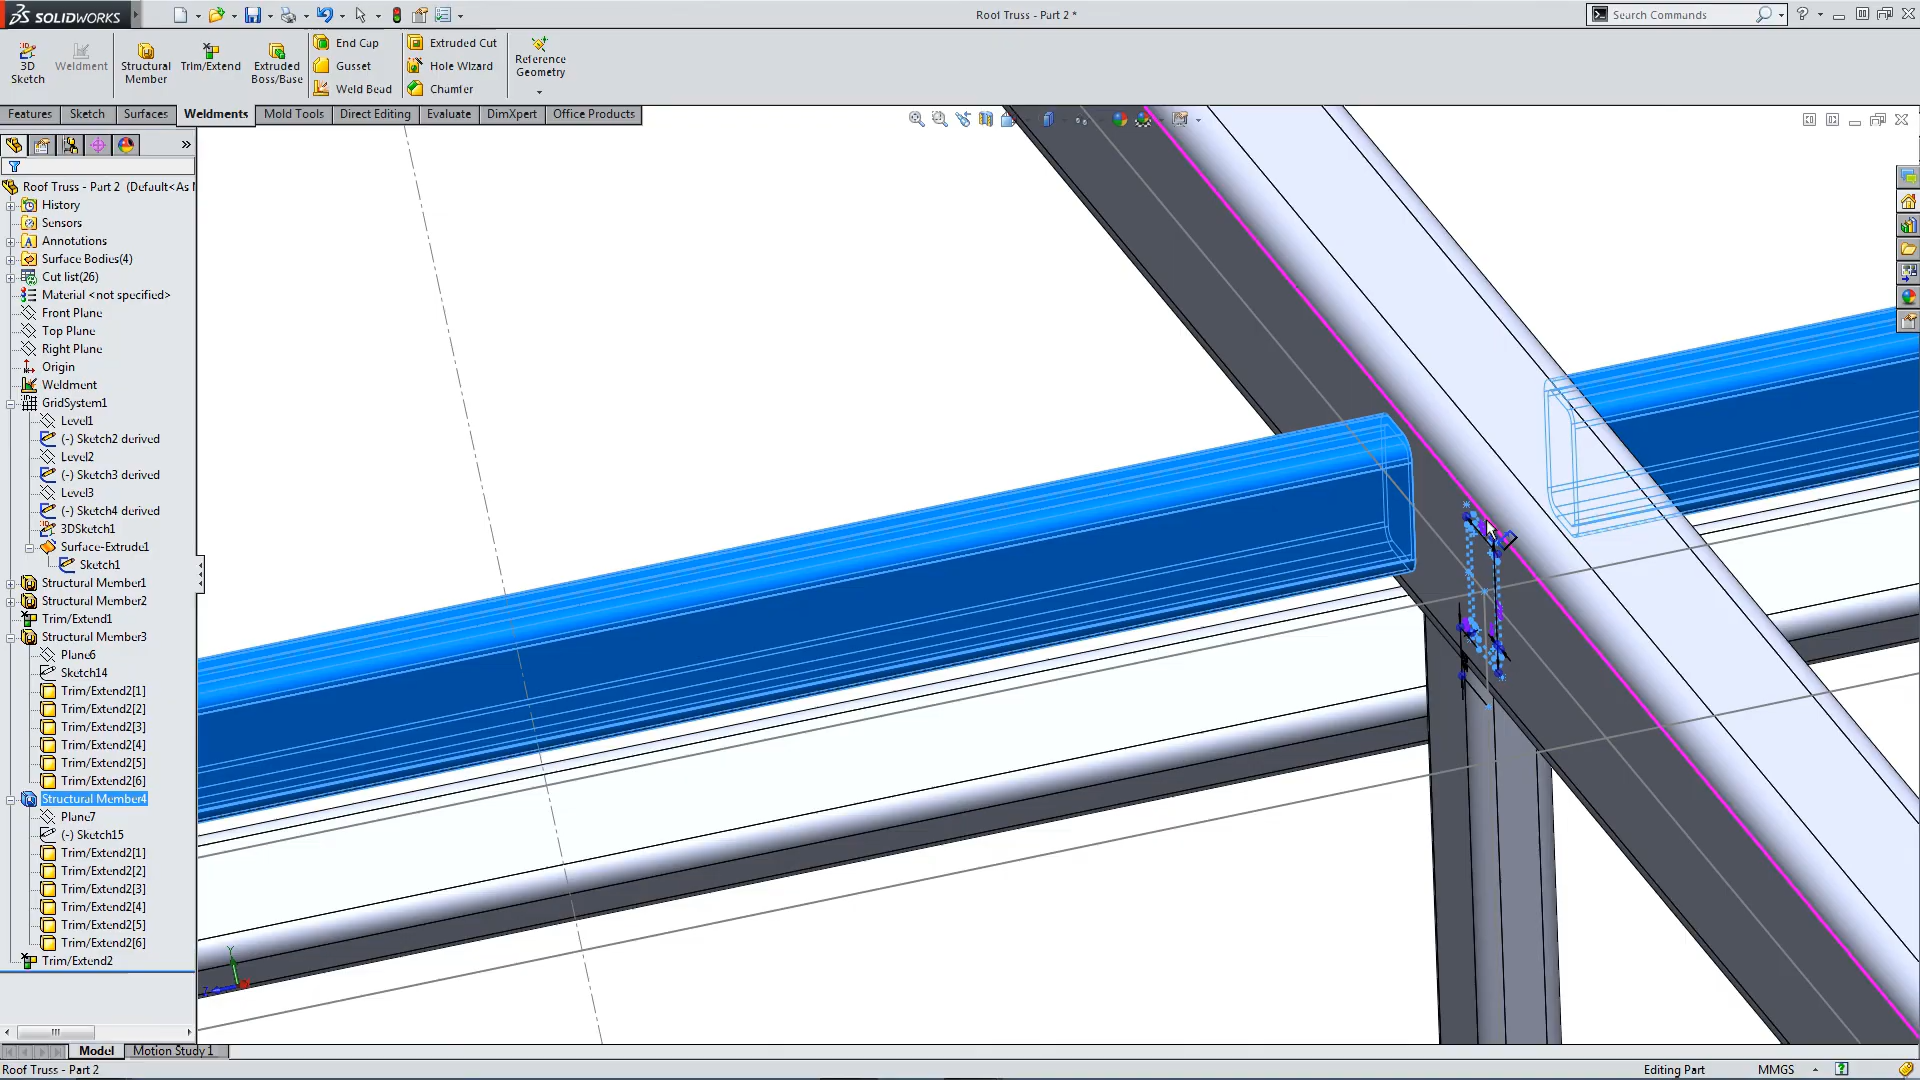 SOLIDWORKS
Roof Truss - Part 2 *
Search Commands
3D Sketch
Weldment
Structural Member
Trim/Extend
Extruded Boss/Base
End Cap
Gusset
Weld Bead
Extruded Cut
Hole Wizard
Chamfer
Reference Geometry
Features
Sketch
Surfaces
Weldments
Mold Tools
Direct Editing
Evaluate
DimXpert
Office Products
Roof Truss - Part 2 (Default<As M
History
Sensors
Annotations
Surface Bodies(4)
Cut list(26)
Material <not specified>
Front Plane
Top Plane
Right Plane
Origin
Weldment
GridSystem1
Level1
(-) Sketch2 derived
Level2
(-) Sketch3 derived
Level3
(-) Sketch4 derived
3DSketch1
Surface-Extrude1
Sketch1
Structural Member1
Structural Member2
Trim/Extend1
Structural Member3
Plane6
Sketch14
Trim/Extend2[1]
Trim/Extend2[2]
Trim/Extend2[3]
Trim/Extend2[4]
Trim/Extend2[5]
Trim/Extend2[6]
Structural Member4
Plane7
(-) Sketch15
Trim/Extend2[1]
Trim/Extend2[2]
Trim/Extend2[3]
Trim/Extend2[4]
Trim/Extend2[5]
Trim/Extend2[6]
Trim/Extend2
Y
Z
Model
Motion Study 1
Roof Truss - Part 2
Editing Part
MMGS